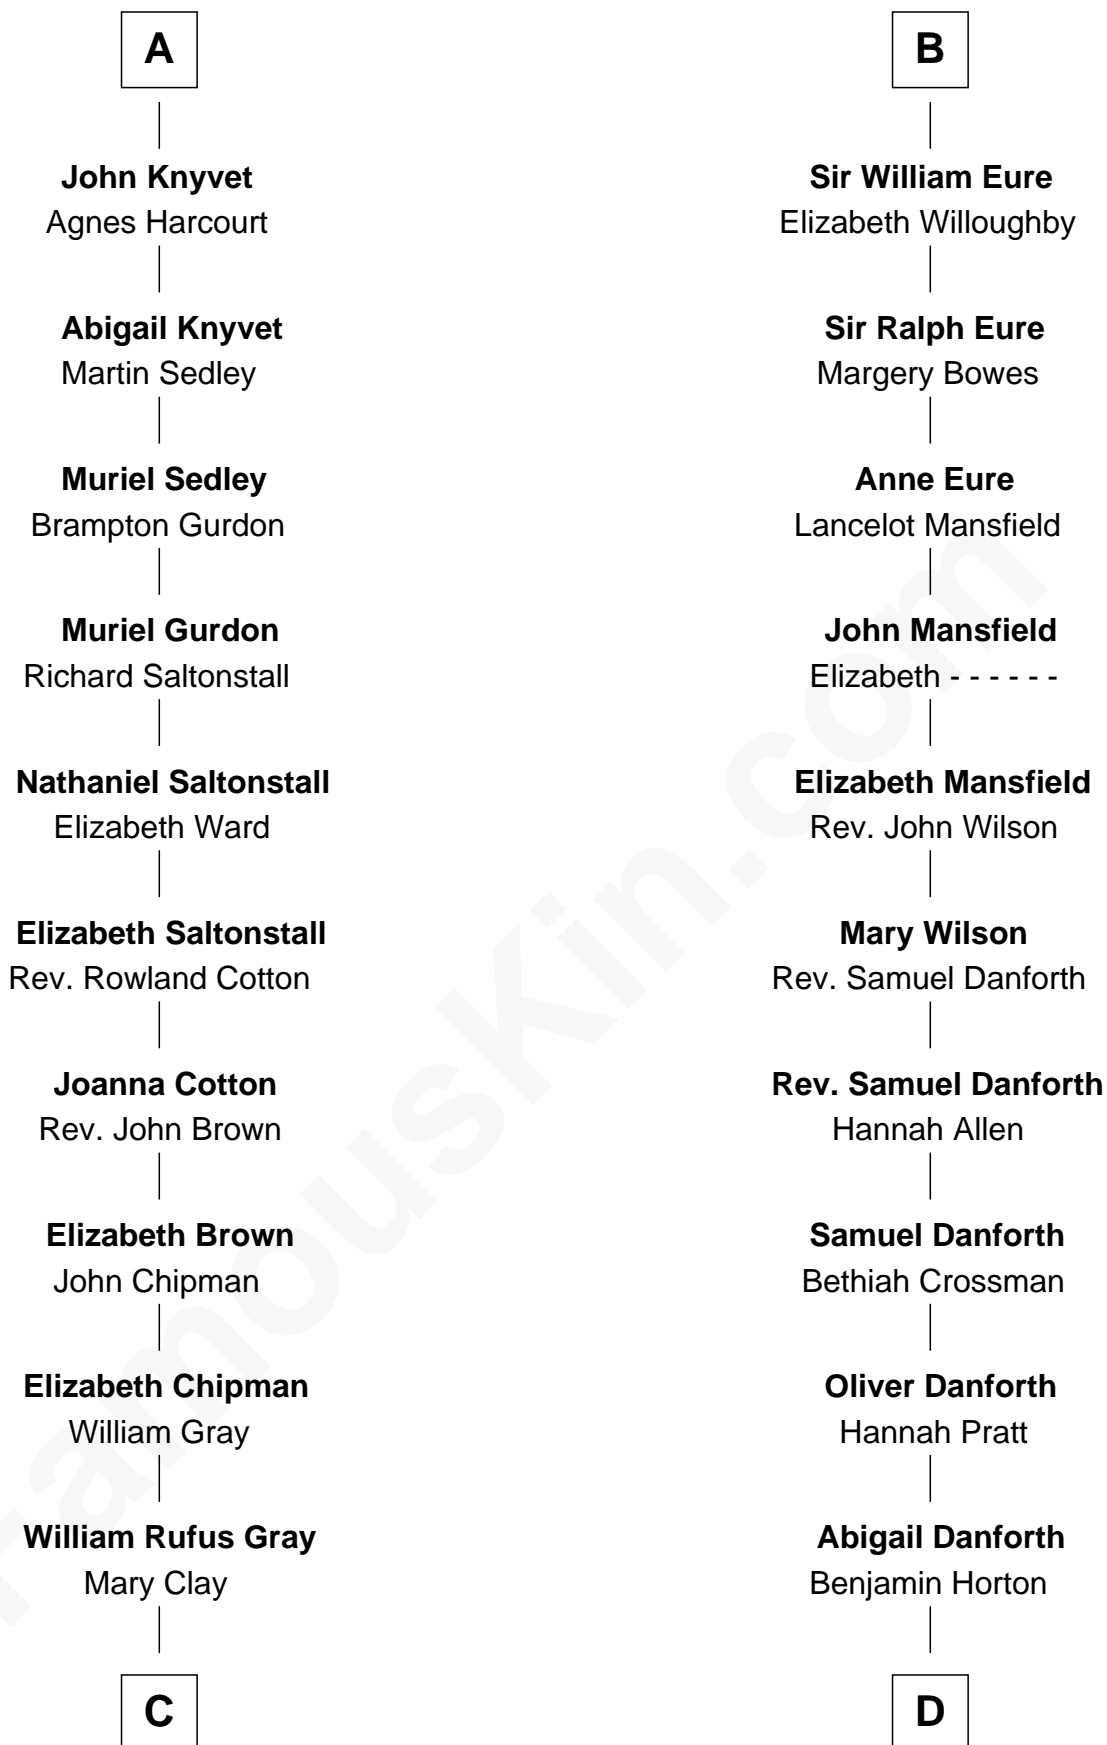 A
John Knyvet
Agnes Harcourt
Abigail Knyvet
Martin Sedley
Muriel Sedley
Brampton Gurdon
Muriel Gurdon
Richard Saltonstall
Nathaniel Saltonstall
Elizabeth Ward
Elizabeth Saltonstall
Rev. Rowland Cotton
Joanna Cotton
Rev. John Brown
Elizabeth Brown
John Chipman
Elizabeth Chipman
William Gray
William Rufus Gray
Mary Clay
C
B
Sir William Eure
Elizabeth Willoughby
Sir Ralph Eure
Margery Bowes
Anne Eure
Lancelot Mansfield
John Mansfield
Elizabeth - - - - - -
Elizabeth Mansfield
Rev. John Wilson
Mary Wilson
Rev. Samuel Danforth
Rev. Samuel Danforth
Hannah Allen
Samuel Danforth
Bethiah Crossman
Oliver Danforth
Hannah Pratt
Abigail Danforth
Benjamin Horton
D
FamousKin.com